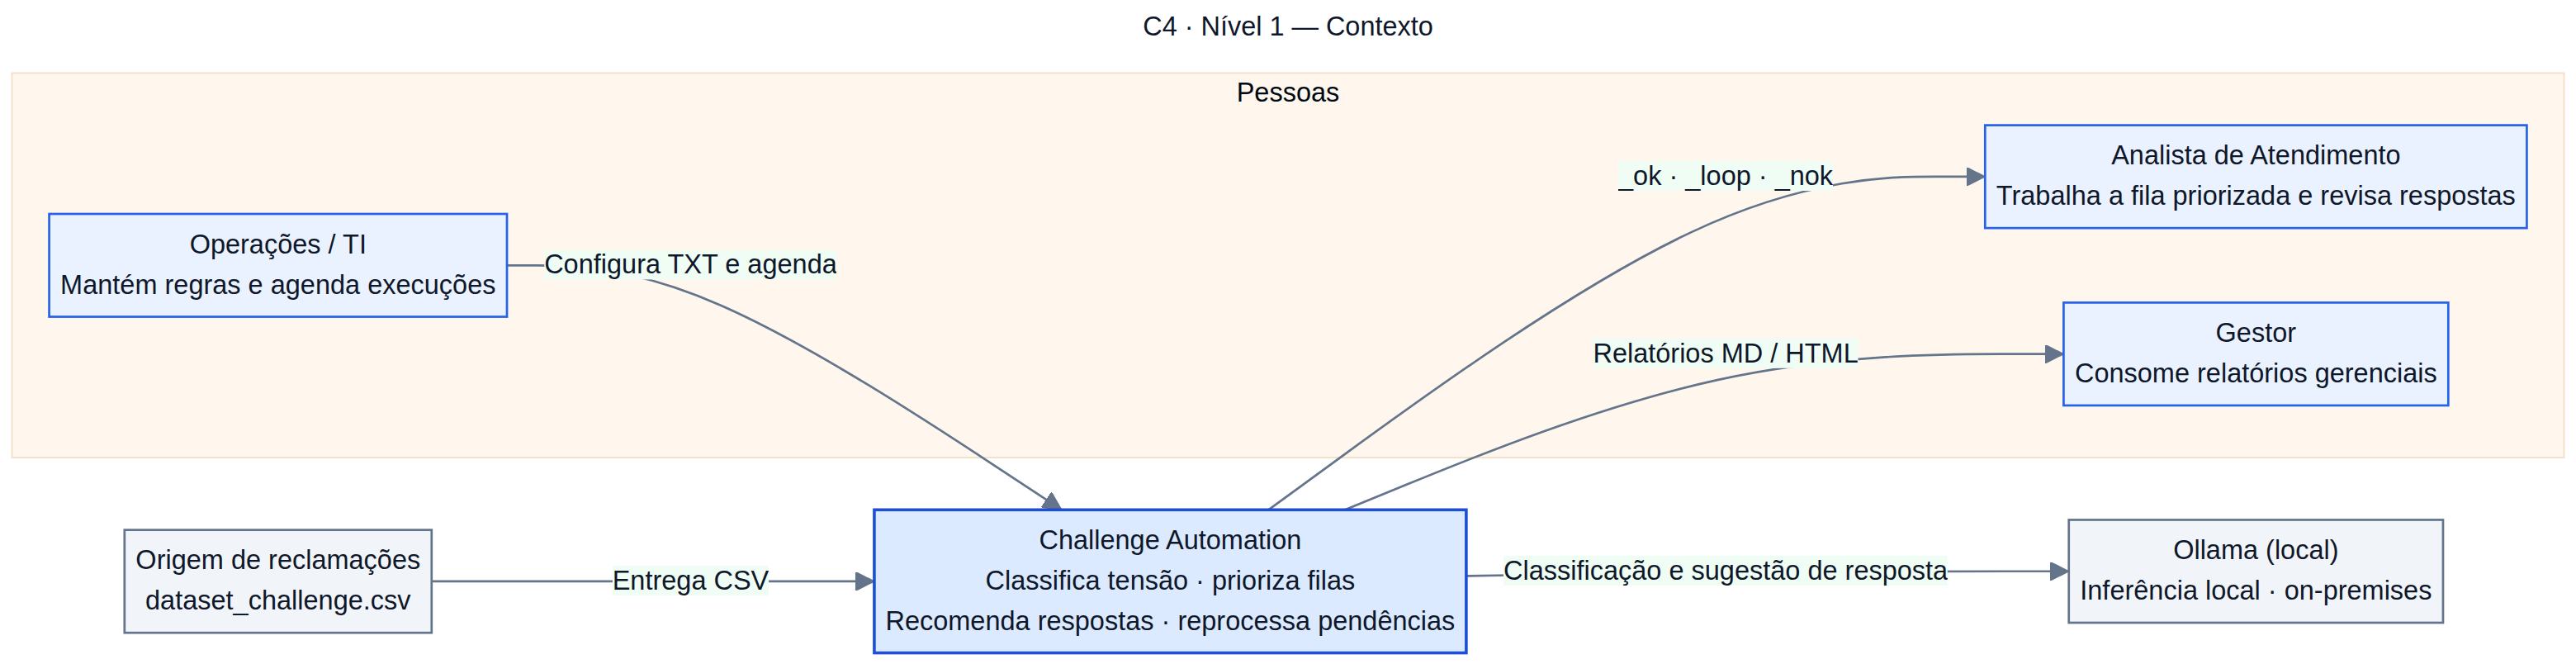 C4 · Nível 1 — Contexto
Pessoas
Operações / TI
Mantém regras e agenda execuções
Configura TXT e agenda
_ok · _loop · _nok
Analista de Atendimento
Trabalha a fila priorizada e revisa respostas
Relatórios MD / HTML
Gestor
Consome relatórios gerenciais
Origem de reclamações
dataset_challenge.csv
Entrega CSV
Challenge Automation
Classifica tensão · prioriza filas
Recomenda respostas · reprocessa pendências
Classificação e sugestão de resposta
Ollama (local)
Inferência local · on-premises